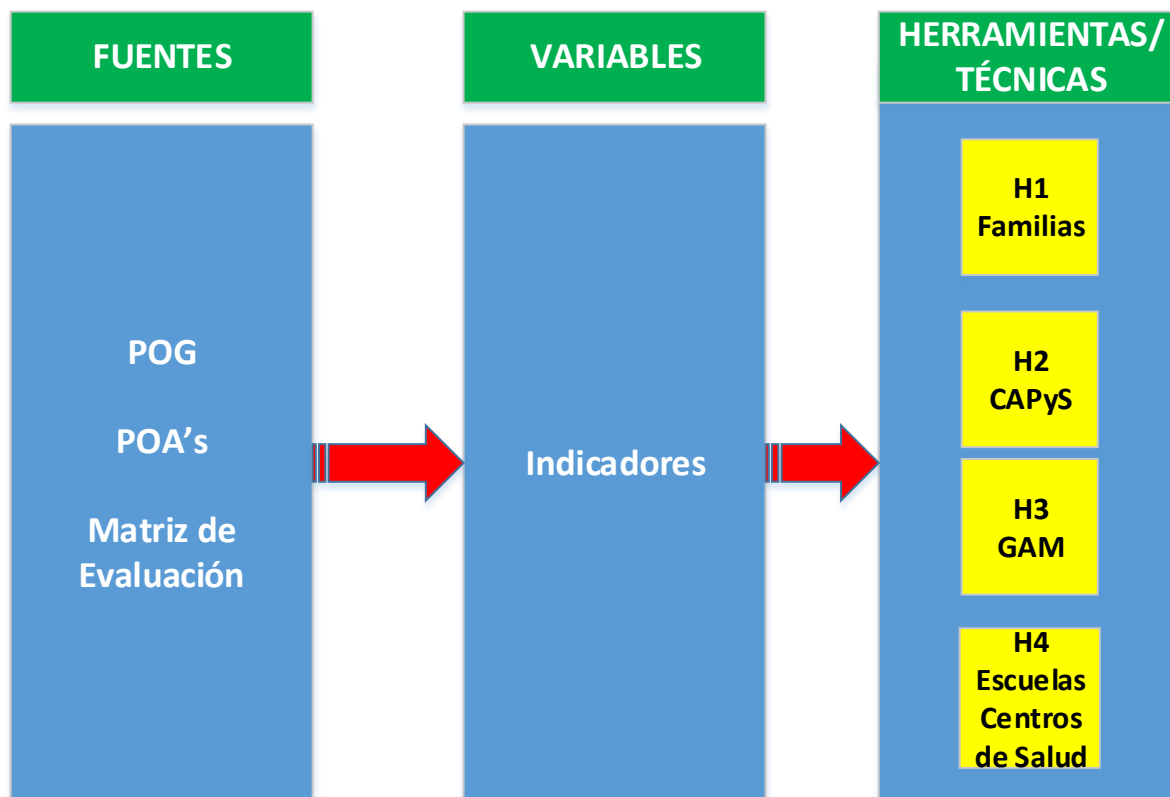 FUENTES
POG
POA’s
Matriz de
Evaluación
VARIABLES
Indicadores
HERRAMIENTAS/
TÉCNICAS
H1
Familias
H2
CAPyS
H3
GAM
H4
Escuelas
Centros
de Salud